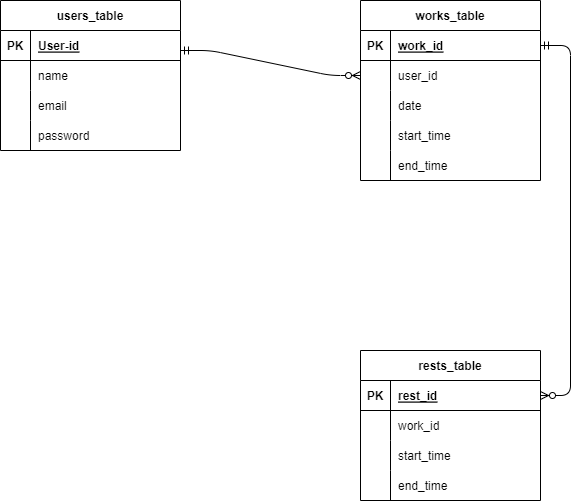 users_table
PK User-id
name
email
password
works_table
PK work_id
user_id
date
start_time
end_time
rests_table
PK rest_id
work_id
start_time
end_time